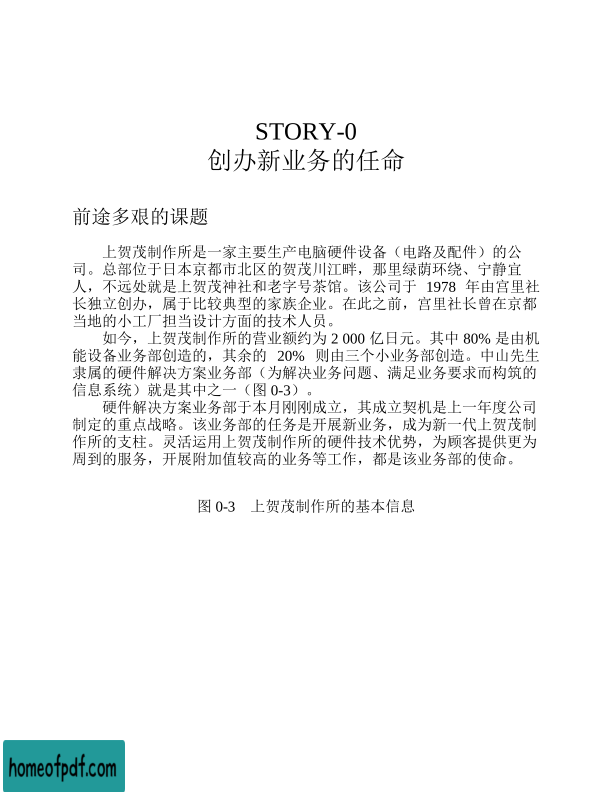 STORY-0
创办新业务的任命
前途多艰的课题
上贺茂制作所是一家主要生产电脑硬件设备（电路及配件）的公
司。总部位于日本京都市北区的贺茂川江畔，那里绿荫环绕、宁静宜
人，不远处就是上贺茂神社和老字号茶馆。该公司于 1978 年由宫里社
长独立创办，属于比较典型的家族企业。在此之前，宫里社长曾在京都
当地的小工厂担当设计方面的技术人员。
如今，上贺茂制作所的营业额约为 2 000 亿日元。其中 80% 是由机
能设备业务部创造的，其余的 20% 则由三个小业务部创造。中山先生
隶属的硬件解决方案业务部（为解决业务问题、满足业务要求而构筑的
信息系统）就是其中之一（图 0-3）。
硬件解决方案业务部于本月刚刚成立，其成立契机是上一年度公司
制定的重点战略。该业务部的任务是开展新业务，成为新一代上贺茂制
作所的支柱。灵活运用上贺茂制作所的硬件技术优势，为顾客提供更为
周到的服务，开展附加值较高的业务等工作，都是该业务部的使命。
图 0-3 上贺茂制作所的基本信息
homeofpdf.com